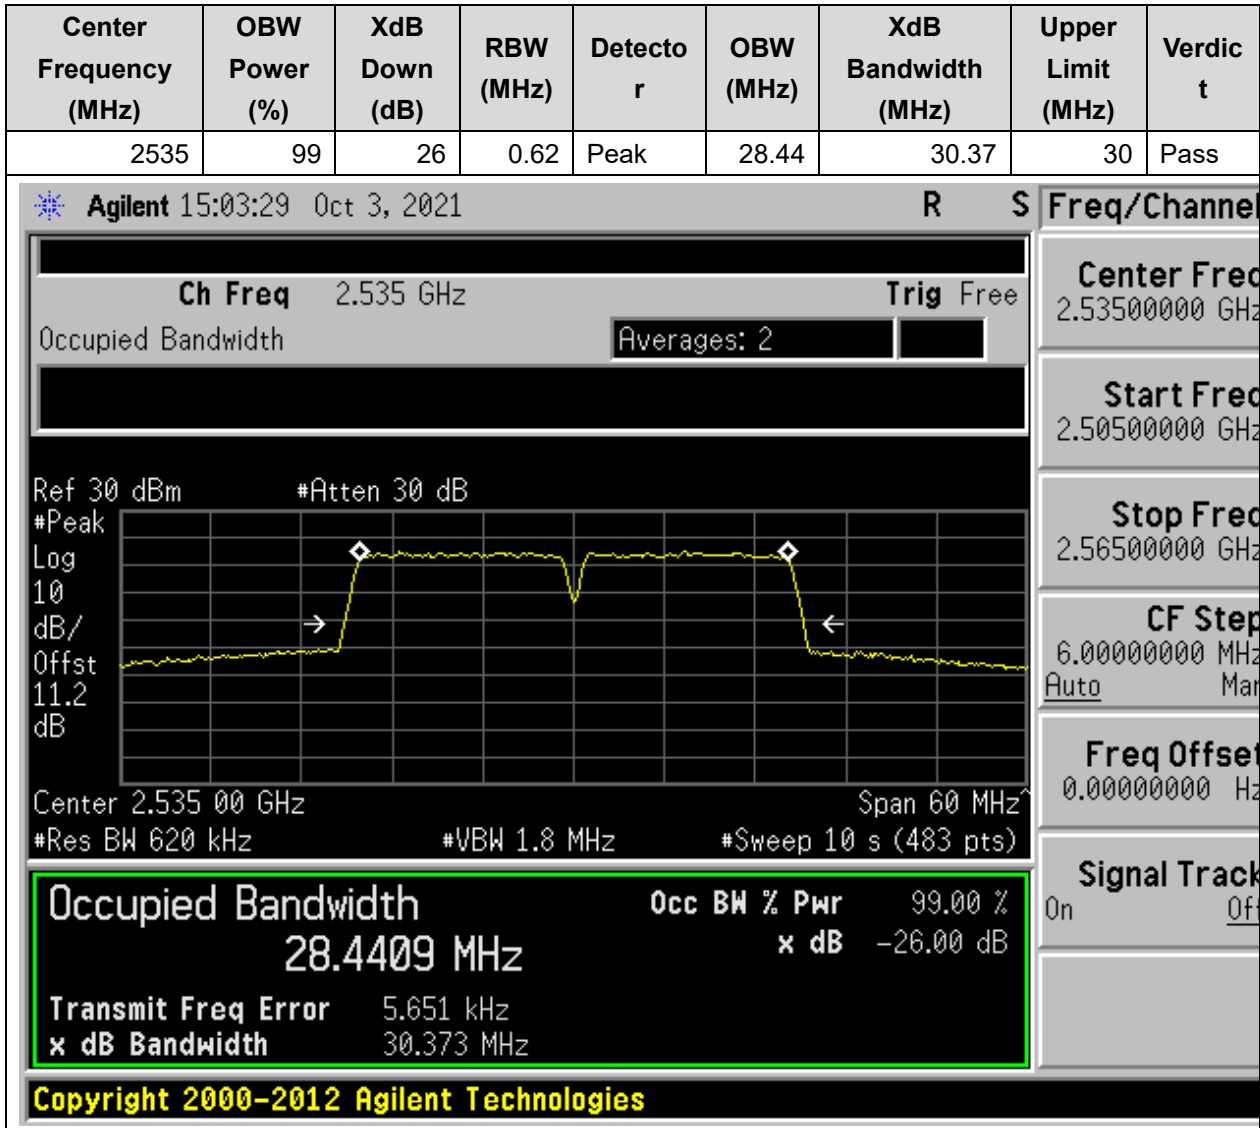 Center Frequency (MHz) OBW Power (%) XdB Down (dB) RBW (MHz) Detector OBW (MHz) XdB Bandwidth (MHz) Upper Limit (MHz) Verdict
2535 99 26 0.62 Peak 28.44 30.37 30 Pass
Agilent 15:03:29 Oct 3, 2021 R S
Ch Freq 2.535 GHz Trig Free
Occupied Bandwidth Averages: 2
Ref 30 dBm #Atten 30 dB
#Peak
Log
10
dB/
Offst
11.2
dB
Center 2.535 00 GHz Span 60 MHz^
#Res BW 620 kHz #VBW 1.8 MHz #Sweep 10 s (483 pts)
Occupied Bandwidth Occ BW % Pwr 99.00 %
28.4409 MHz x dB -26.00 dB
Transmit Freq Error 5.651 kHz
x dB Bandwidth 30.373 MHz
Copyright 2000-2012 Agilent Technologies
Freq/Channel
Center Freq
2.53500000 GHz
Start Freq
2.50500000 GHz
Stop Freq
2.56500000 GHz
CF Step
6.00000000 MHz
Auto Man
Freq Offset
0.00000000 Hz
Signal Track
On Off